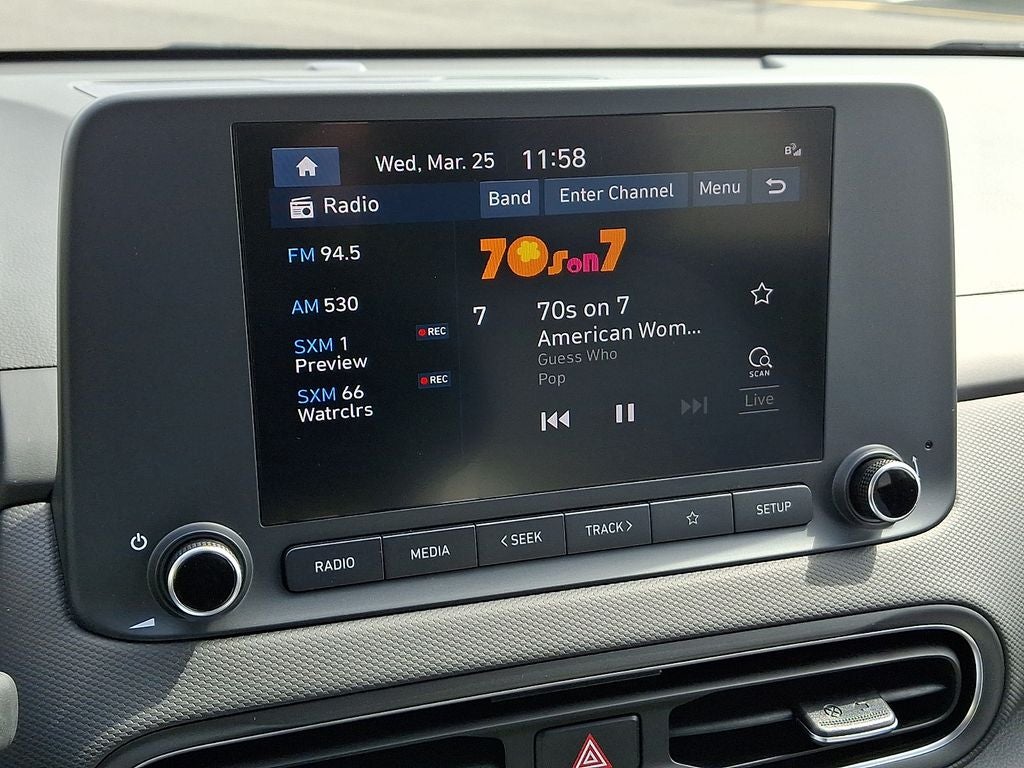 Wed, Mar. 25 11:58
B
Radio Band Enter Channel Menu
FM 94.5
AM 530
SXM 1 REC
Preview
SXM 66 REC
Watrclrs
70s on 7
7 70s on 7
American Wom...
Guess Who
Pop
SCAN
Live
RADIO MEDIA < SEEK TRACK > SETUP